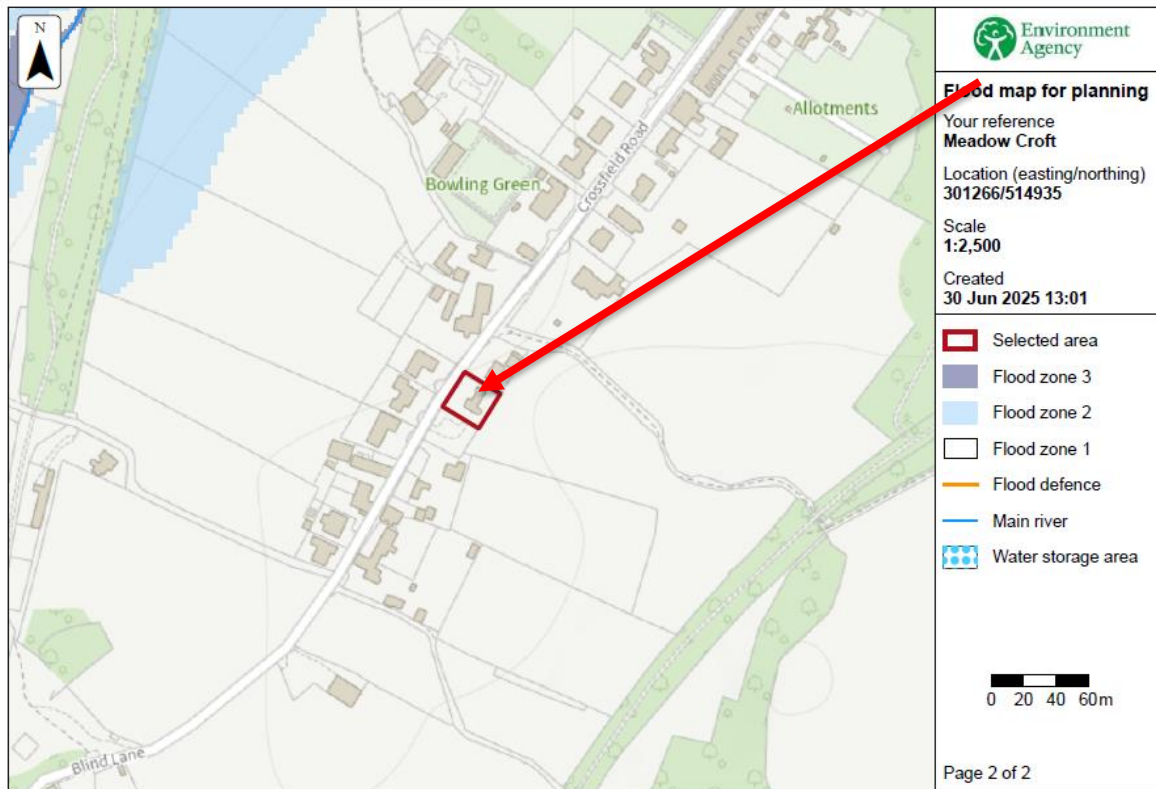 N
Allotments
Bowling Green
Crossfield Road
Blind Lane
Environment
Agency
Flood map for planning
Your reference
Meadow Croft
Location (easting/northing)
301266/514935
Scale
1:2,500
Created
30 Jun 2025 13:01
Selected area
Flood zone 3
Flood zone 2
Flood zone 1
Flood defence
Main river
Water storage area
0 20 40 60m
Page 2 of 2